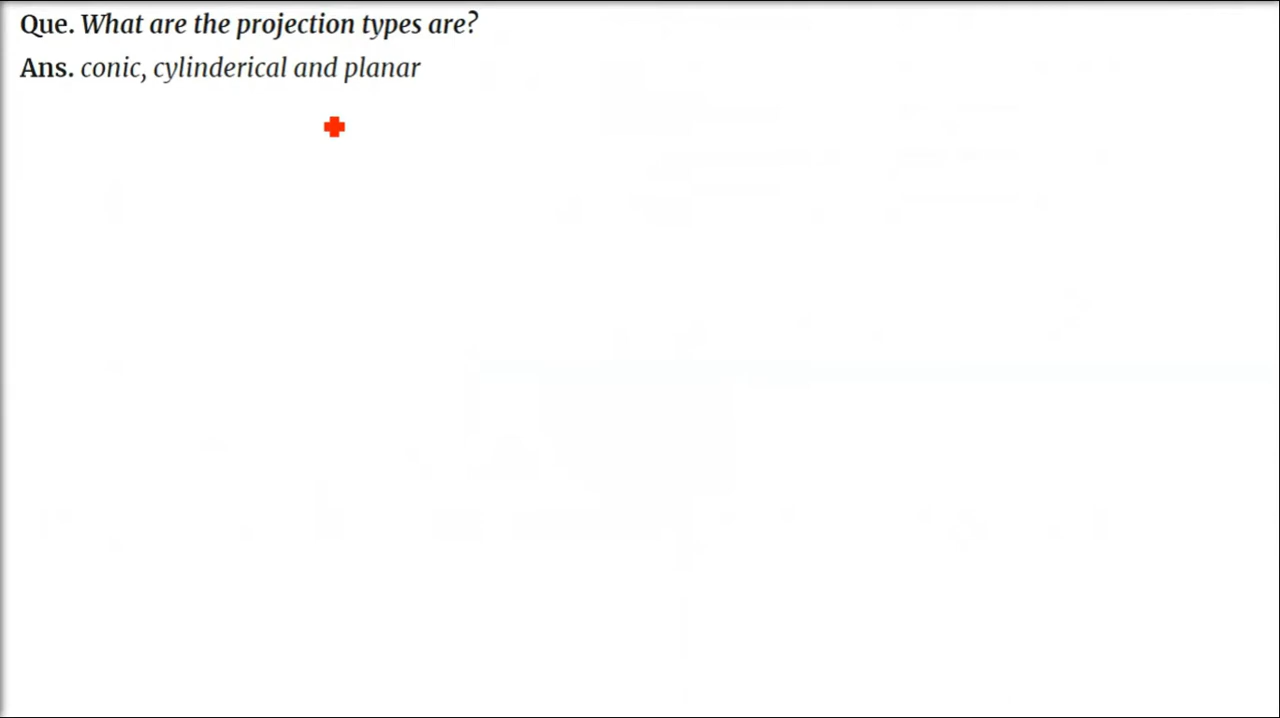 Que. What are the projection types are?
Ans. conic, cylinderical and planar